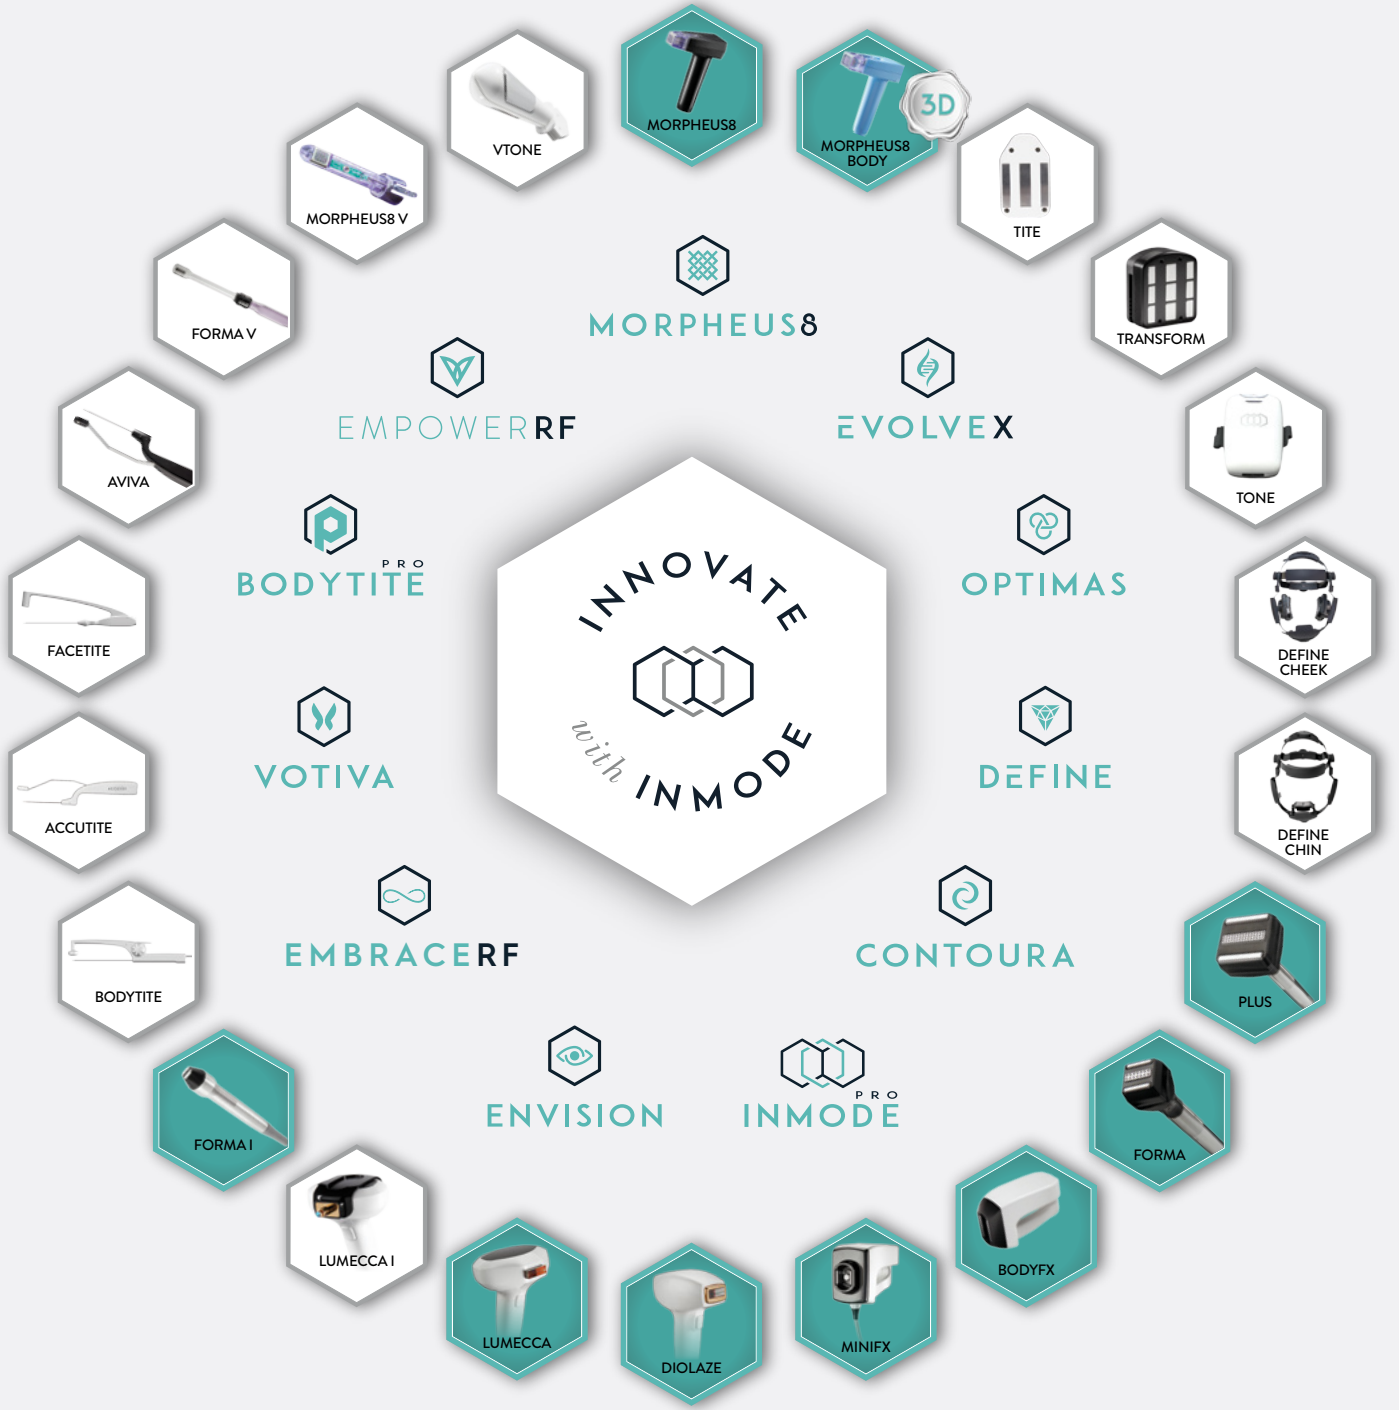 MORPHEUS8
MORPHEUS8
BODY
3D
TITE
TRANSFORM
TONE
DEFINE
CHEEK
DEFINE
CHIN
PLUS
FORMA
BODYFX
MINIFX
DIOLAZE
LUMECCA
LUMECCA I
FORMA I
BODYTITE
ACCUTITE
FACETITE
AVIVA
FORMA V
MORPHEUS8 V
VTONE
MORPHEUS8
EVOLVEX
OPTIMAS
DEFINE
CONTOURA
PRO
INMODE
ENVISION
EMBRACERF
VOTIVA
PRO
BODYTITE
EMPOWERRF
INNOVATE
with INMODE